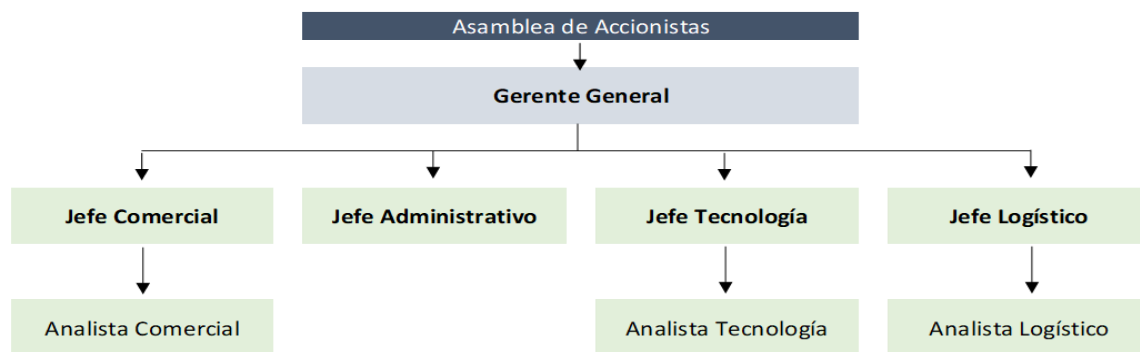 Asamblea de Accionistas
Gerente General
Jefe Comercial
Jefe Administrativo
Jefe Tecnología
Jefe Logístico
Analista Comercial
Analista Tecnología
Analista Logístico